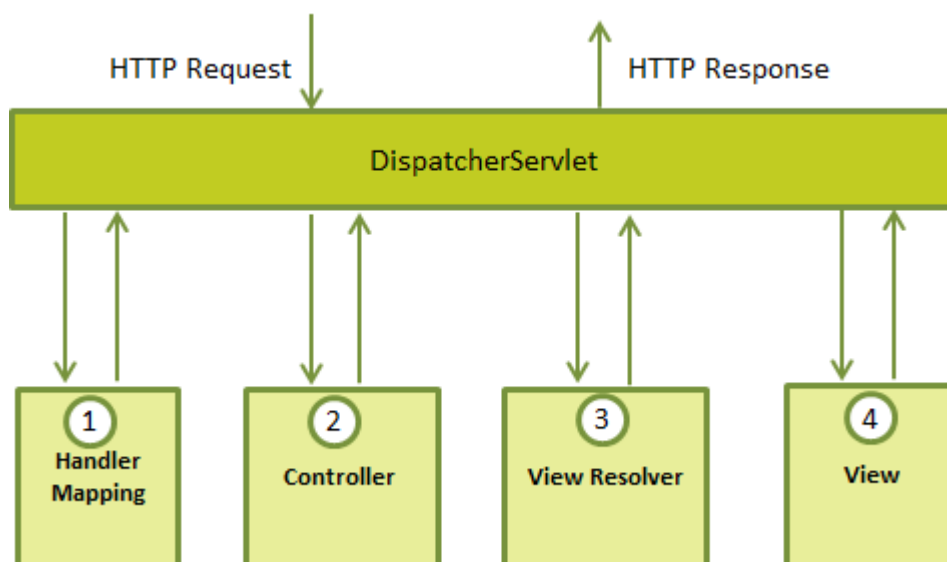 HTTP Request
HTTP Response
DispatcherServlet
1
Handler
Mapping
2
Controller
3
View Resolver
4
View